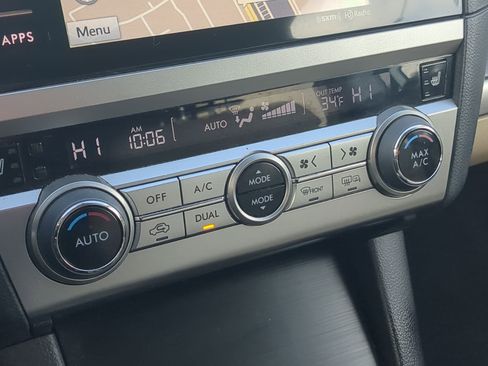 APPS
Menu
((sxm
HD Radio
HI
AM
10:06
AUTO
OUT TEMP
34°F
HI
OFF
A/C
MODE
MODE
DUAL
FRONT
AUTO
MAX
A/C